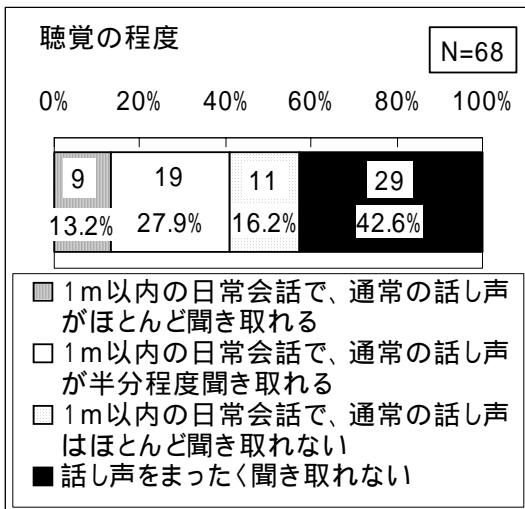 聴覚の程度
N=68
0% 20% 40% 60% 80% 100%
9 19 11 29
13.2% 27.9% 16.2% 42.6%
1m以内の日常会話で、通常の話し声
がほとんど聞き取れる
1m以内の日常会話で、通常の話し声
が半分程度聞き取れる
1m以内の日常会話で、通常の話し声
はほとんど聞き取れない
話し声をまったく聞き取れない